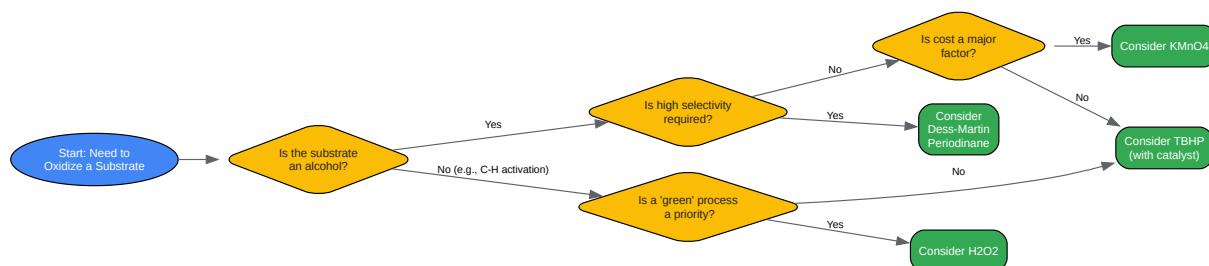 Start: Need to
Oxidize a Substrate
Is the substrate
an alcohol?
Yes
No (e.g., C-H activation)
Is high selectivity
required?
No
Yes
Is cost a major
factor?
Yes
Consider KMnO4
No
Consider
Dess-Martin
Periodinane
Consider TBHP
(with catalyst)
Is a 'green' process
a priority?
No
Yes
Consider H2O2